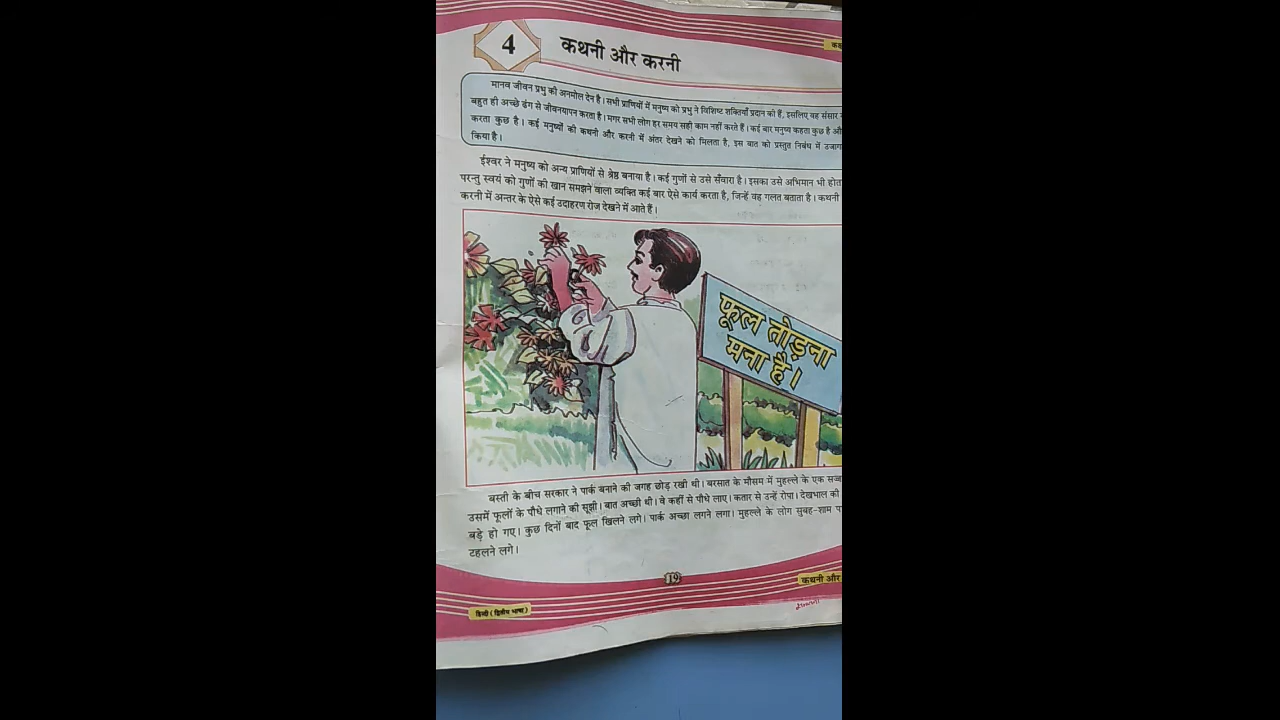 4
कथनी और करनी
मानव जीवन प्रभु की अनमोल देन है। सभी प्राणियों में मनुष्य को प्रभु ने विशिष्ट शक्तियाँ प्रदान की हैं, इसलिए वह संसार
बहुत ही अच्छे ढंग से जीवनयापन करता है। मगर सभी लोग हर समय सही काम नहीं करते हैं। कई बार मनुष्य कहता कुछ है
करता कुछ है। कई मनुष्यों की कथनी और करनी में अंतर देखने को मिलता है, इस बात को प्रस्तुत निबंध में
किया है।
ईश्वर ने मनुष्य को अन्य प्राणियों से श्रेष्ठ बनाया है। कई गुणों से उसे सँवारा है। इसका उसे अभिमान भी होता
परन्तु स्वयं को गुणों की खान समझने वाला व्यक्ति कई बार ऐसे कार्य करता है, जिन्हें वह गलत बताता है। कथनी
करनी में अन्तर के ऐसे कई उदाहरण रोज देखने में आते हैं।
फूल तोड़ना
मना है।
बस्ती के बीच सरकार ने पार्क बनाने की जगह छोड़ रखी थी। बरसात के मौसम में मुहल्ले के एक
उसमें फूलों के पौधे लगाने की सूझी। बात अच्छी थी। वे कहीं से पौधे लाए। कतार से उन्हें रोपा। देखभाल की
बड़े हो गए। कुछ दिनों बाद फूल खिलने लगे। पार्क अच्छा लगने लगा। मुहल्ले के लोग सुबह-शाम
टहलने लगे।
19
कथनी और
हिन्दी (द्वितीय भाषा)